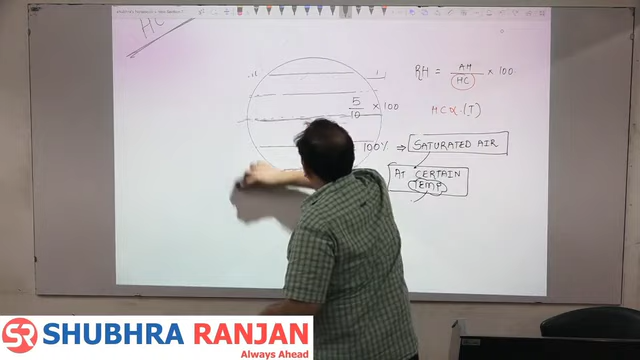 HC
RH = AH / HC × 100
5 / 10 × 100
HC ∝ (T)
100% ⇒ SATURATED AIR
AT CERTAIN
TEMP
SHUBHRA RANJAN
Always Ahead
SR